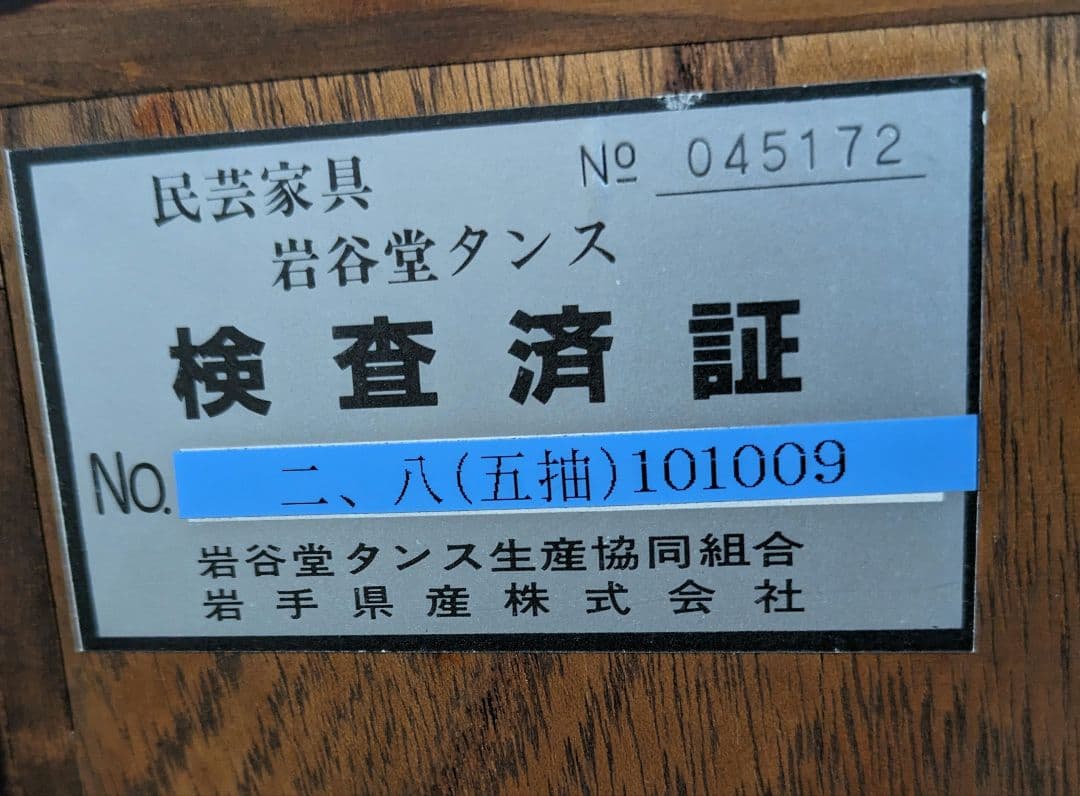 民芸家具
№ 045172
岩谷堂タンス
検査済証
No. 二、八(五抽)101009
岩谷堂タンス生産協同組合
岩手県産株式会社